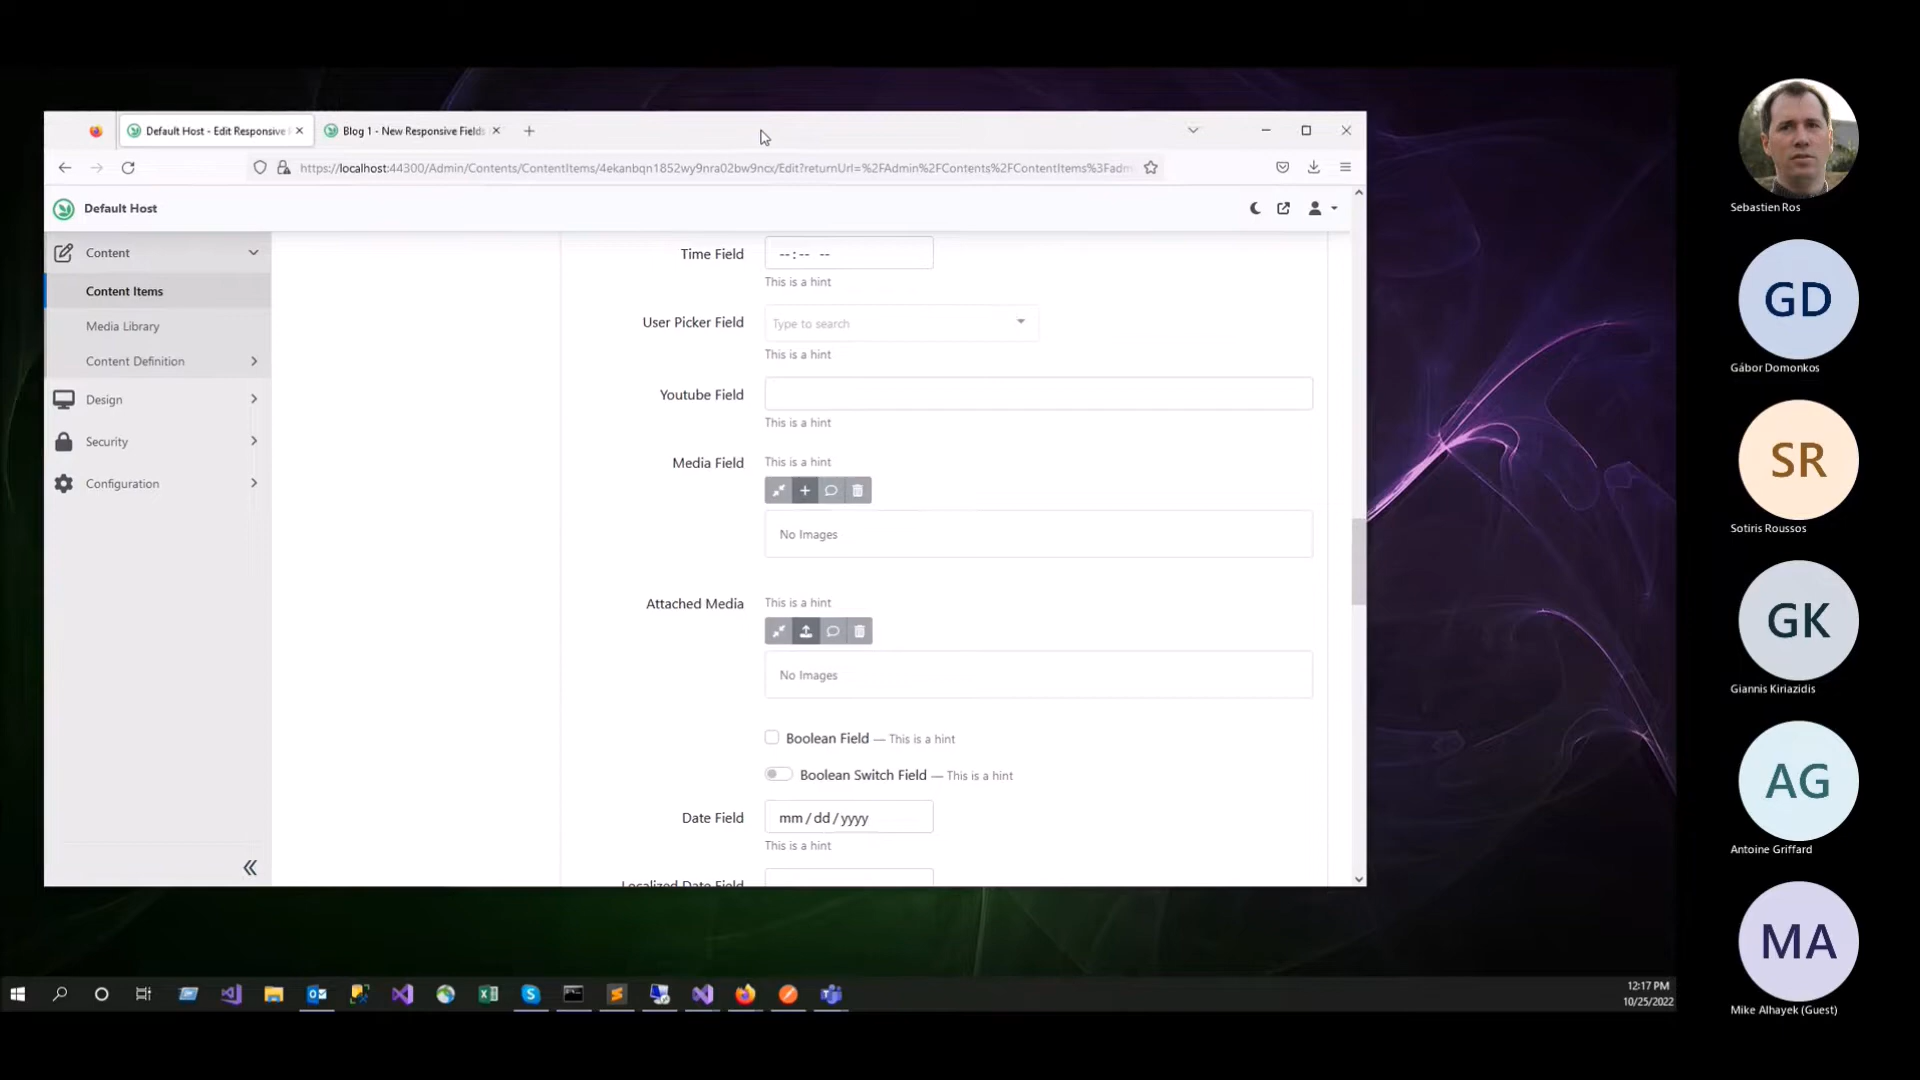 Default Host - Edit Responsive
Blog 1 - New Responsive Fields
https://localhost:44300/Admin/Contents/ContentItems/4ekanbqn1852wy9nra02bw9ncx/Edit?returnUrl=%2FAdmin%2FContents%2FContentItems%3Fadm
Default Host
Content
Content Items
Media Library
Content Definition
Design
Security
Configuration
Time Field
--:-- --
This is a hint
User Picker Field
Type to search
This is a hint
Youtube Field
This is a hint
Media Field
This is a hint
No Images
Attached Media
This is a hint
No Images
Boolean Field — This is a hint
Boolean Switch Field — This is a hint
Date Field
mm/dd/yyyy
This is a hint
Localized Date Field
12:17 PM
10/25/2022
Sebastien Ros
GD
Gábor Domonkos
SR
Sotiris Roussos
GK
Giannis Kiriazidis
AG
Antoine Griffard
MA
Mike Alhayek (Guest)